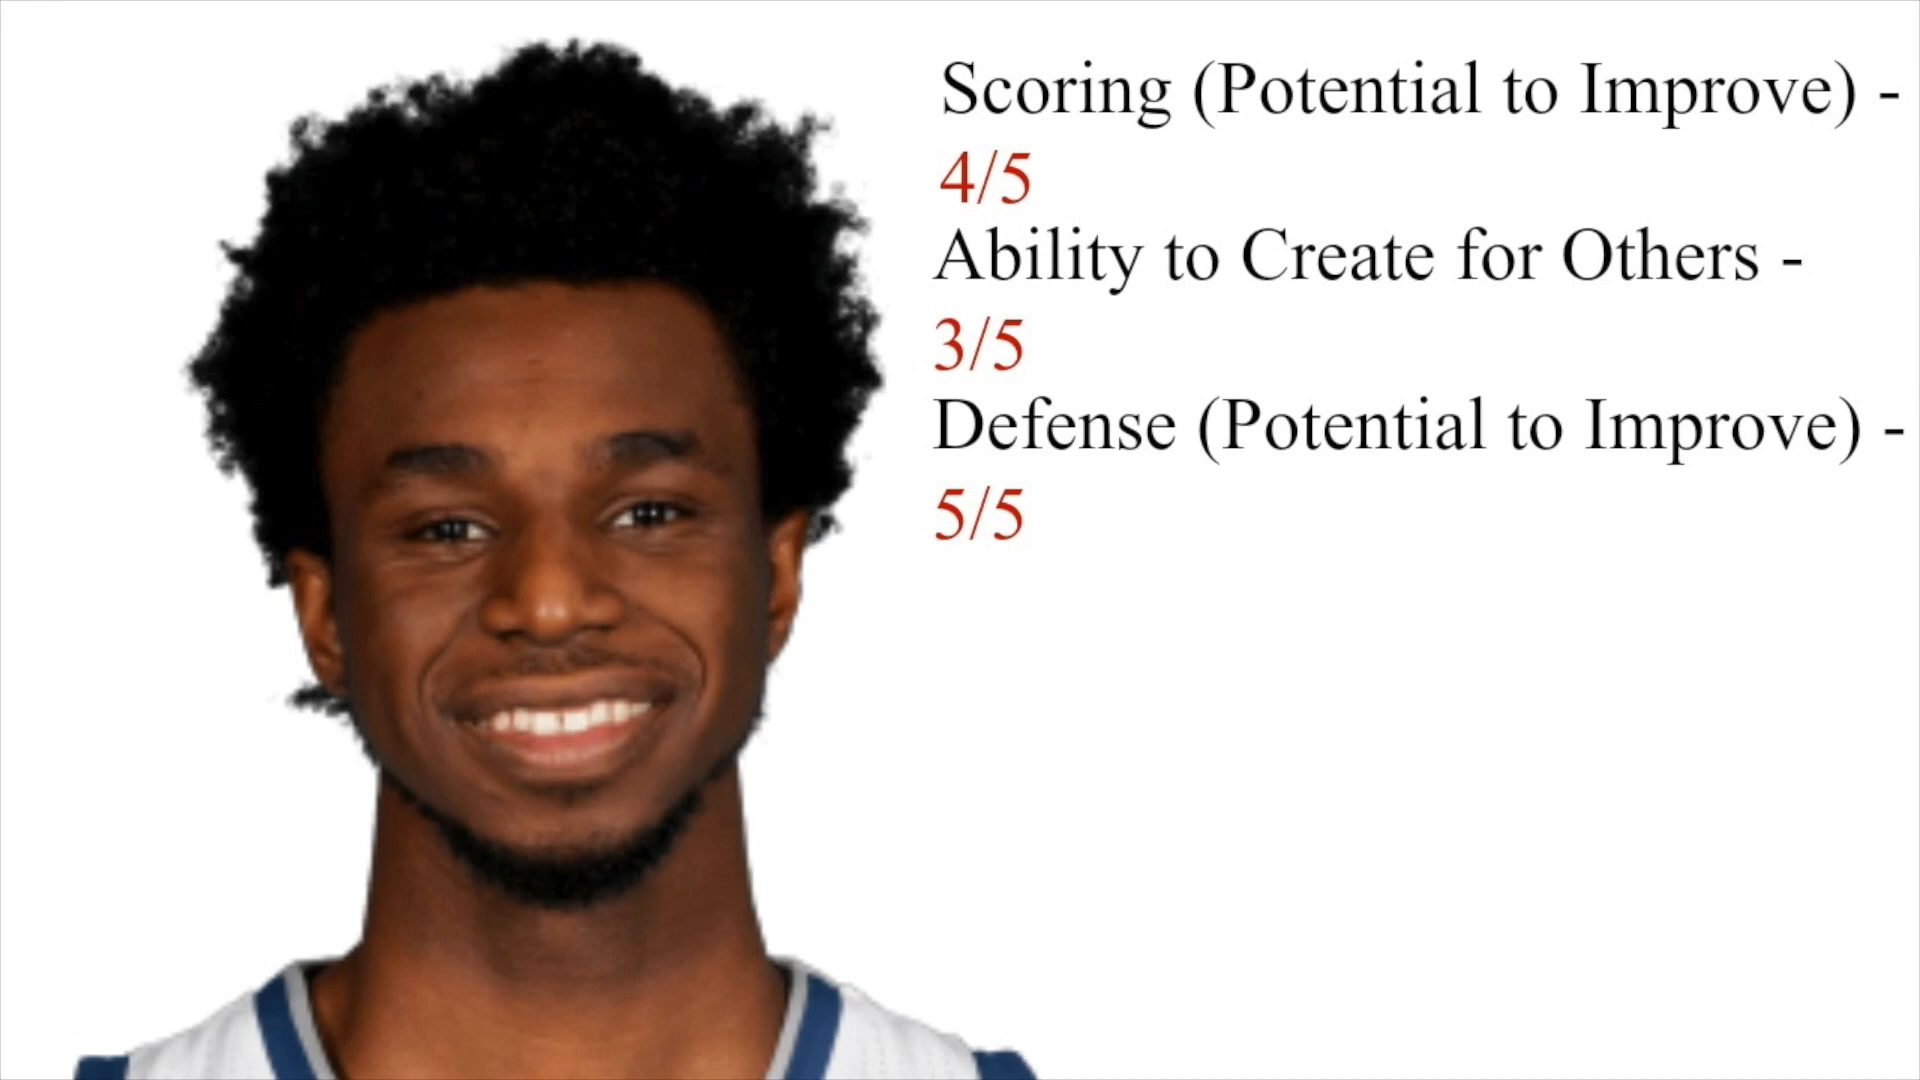 Scoring (Potential to Improve) -
4/5
Ability to Create for Others -
3/5
Defense (Potential to Improve) -
5/5